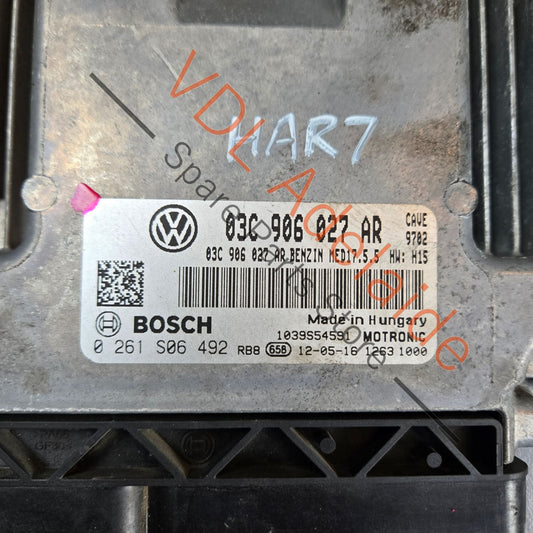 HAR7
VDL Adelaide
Spare Parts Store
03C 906 027 AR
CAVE
9702
03C 906 027 AR BENZIN MED17.5.5 HW: H15
BOSCH
Made in Hungary
1039S54591 MOTRONIC
0 261 S06 492 RB8 658 12-05-16 1263 1000